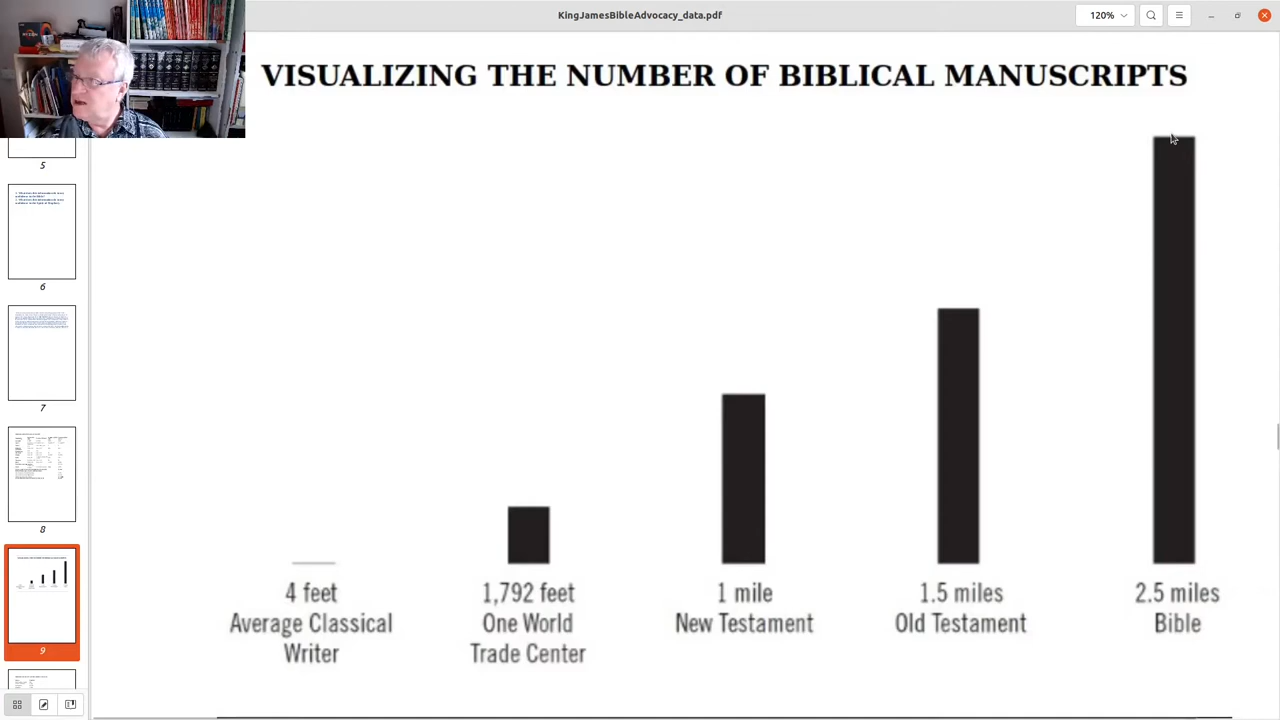 KingJamesBibleAdvocacy_data.pdf
120%
VISUALIZING THE NUMBER OF BIBLICAL MANUSCRIPTS
5
6
7
8
9
4 feet
Average Classical
Writer
1,792 feet
One World
Trade Center
1 mile
New Testament
1.5 miles
Old Testament
2.5 miles
Bible